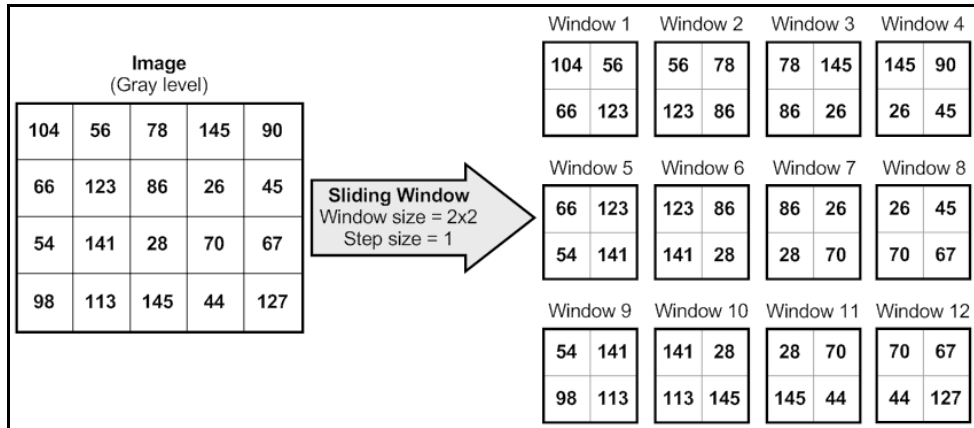 Image
(Gray level)
104 56 78 145 90
66 123 86 26 45
54 141 28 70 67
98 113 145 44 127
Sliding Window
Window size = 2x2
Step size = 1
Window 1 Window 2 Window 3 Window 4
104 56 56 78 78 145 145 90
66 123 123 86 86 26 26 45
Window 5 Window 6 Window 7 Window 8
66 123 123 86 86 26 26 45
54 141 141 28 28 70 70 67
Window 9 Window 10 Window 11 Window 12
54 141 141 28 28 70 70 67
98 113 113 145 145 44 44 127